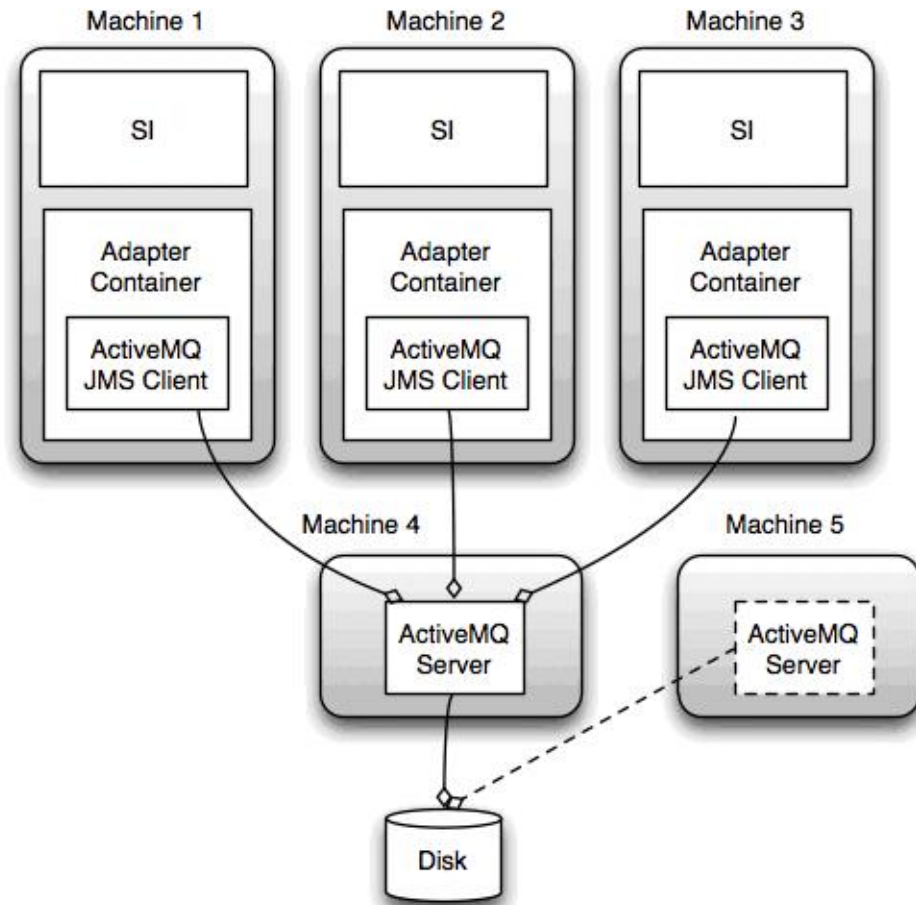 Machine 1
Machine 2
Machine 3
SI
SI
SI
Adapter
Container
Adapter
Container
Adapter
Container
ActiveMQ
JMS Client
ActiveMQ
JMS Client
ActiveMQ
JMS Client
Machine 4
Machine 5
ActiveMQ
Server
ActiveMQ
Server
Disk